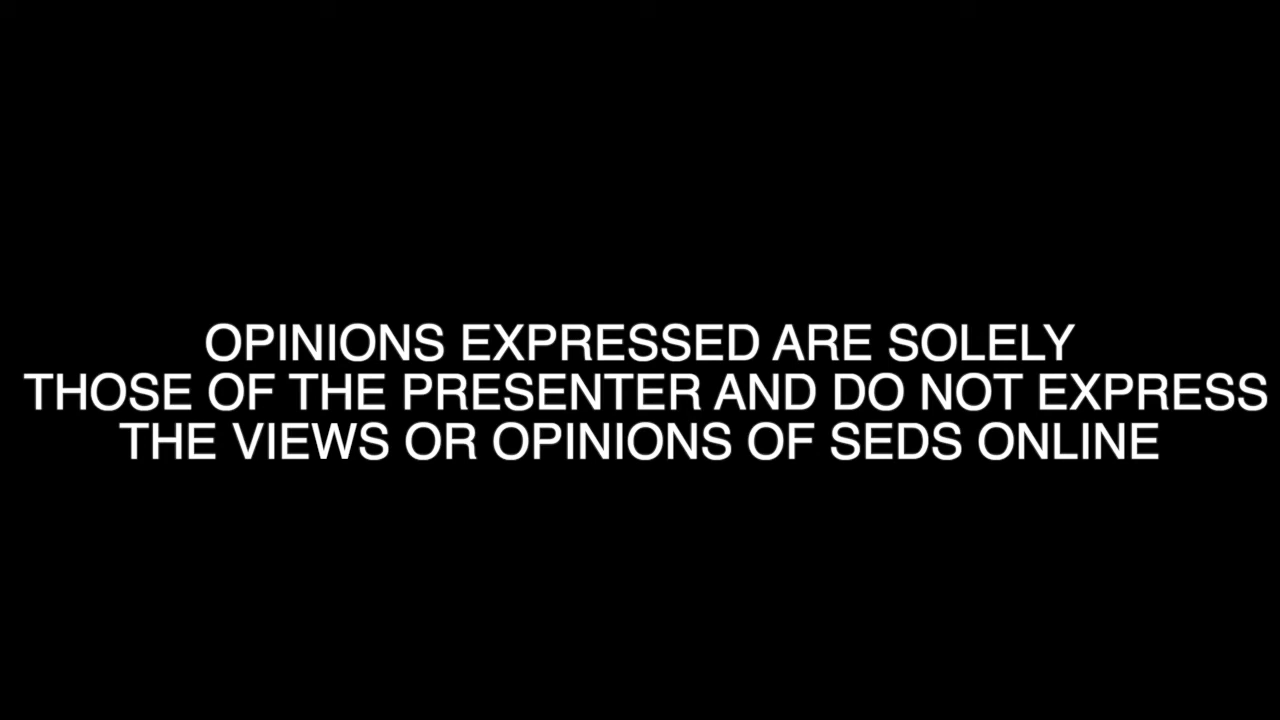 OPINIONS EXPRESSED ARE SOLELY
THOSE OF THE PRESENTER AND DO NOT EXPRESS
THE VIEWS OR OPINIONS OF SEDS ONLINE